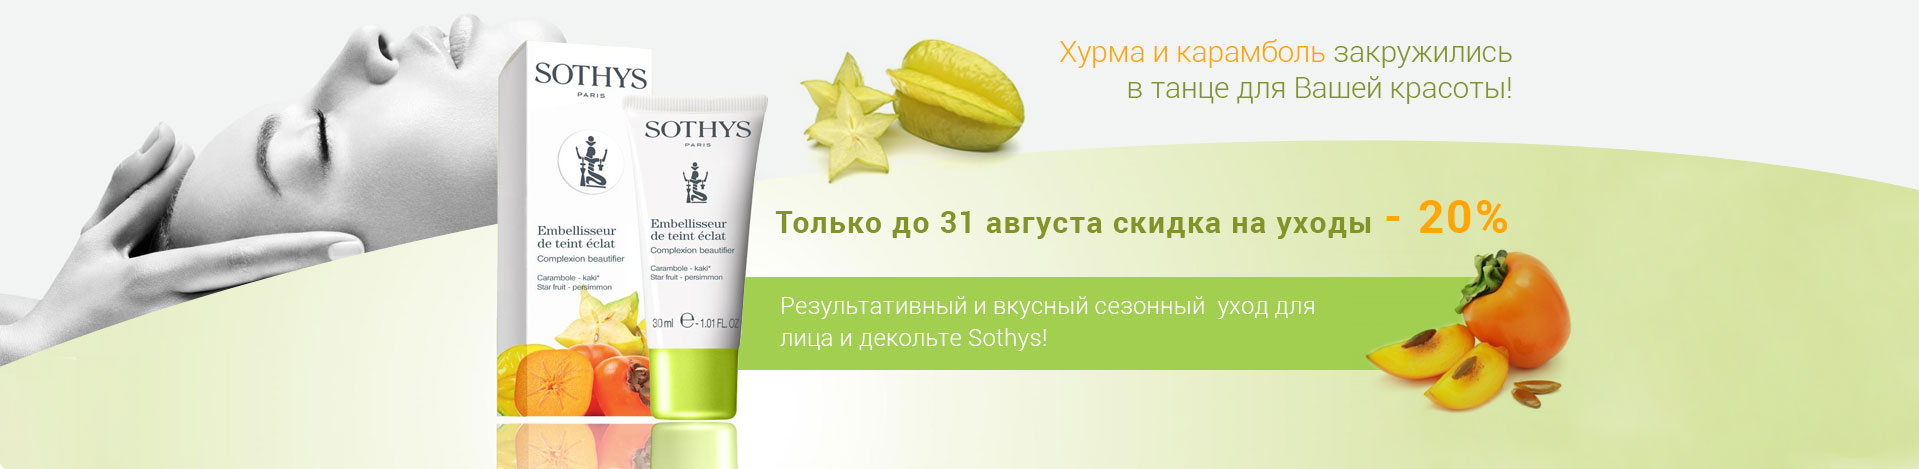 SOTHYS
PARIS
Embellisseur
de teint éclat
Complexion beautifier
Carambole - kaki*
Star fruit - persimmon
SOTHYS
PARIS
Embellisseur
de teint éclat
Complexion beautifier
Carambole - kaki*
Star fruit - persimmon
30 ml e - 1.01 FL. OZ
Хурма и карамболь закружились
в танце для Вашей красоты!
Только до 31 августа скидка на уходы - 20%
Результативный и вкусный сезонный уход для
лица и декольте Sothys!